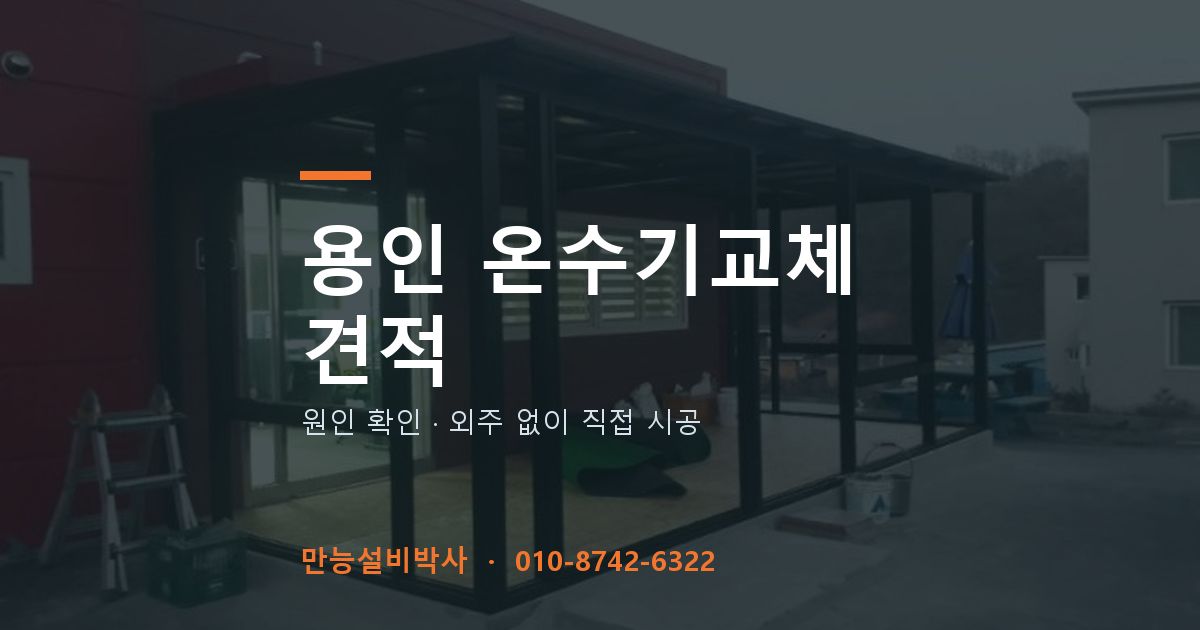 용인 온수기교체
견적
원인 확인 · 외주 없이 직접 시공
만능설비박사 · 010-8742-6322